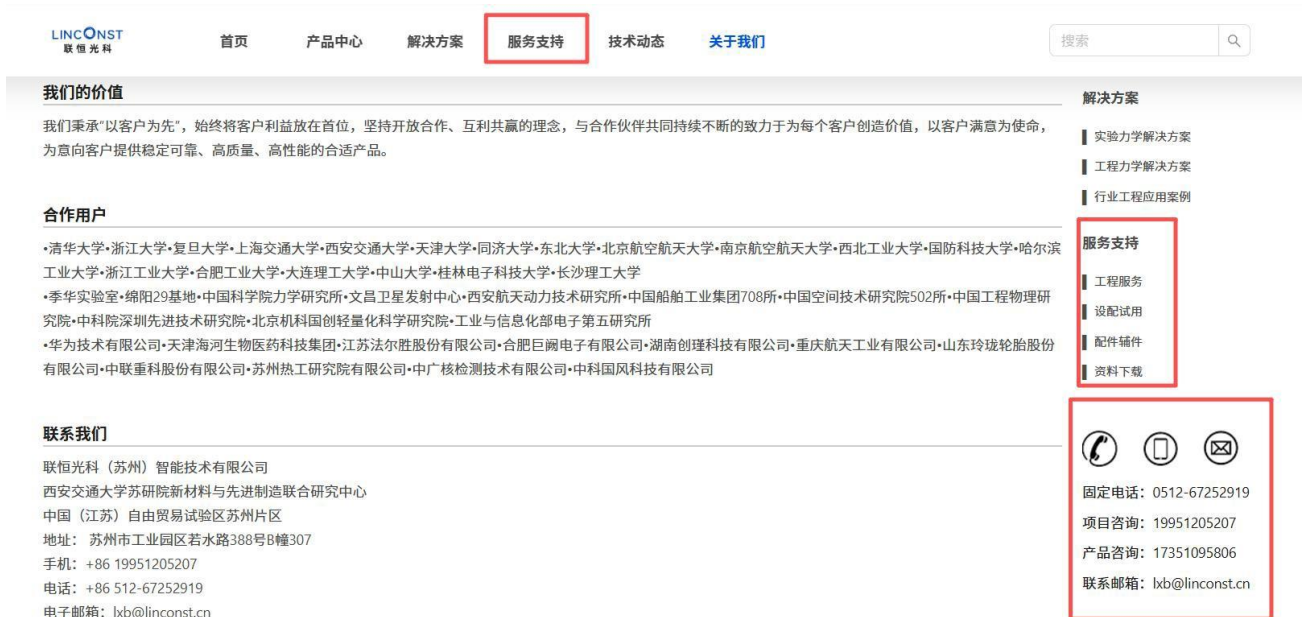 LINCONST
联恒光科
首页
产品中心
解决方案
服务支持
技术动态
关于我们
搜索
我们的价值
我们秉承“以客户为先”，始终将客户利益放在首位，坚持开放合作、互利共赢的理念，与合作伙伴共同持续不断的致力于为每个客户创造价值，以客户满意为使命，
为意向客户提供稳定可靠、高质量、高性能的合适产品。
合作用户
•清华大学•浙江大学•复旦大学•上海交通大学•西安交通大学•天津大学•同济大学•东北大学•北京航空航天大学•南京航空航天大学•西北工业大学•国防科技大学•哈尔滨
工业大学•浙江工业大学•合肥工业大学•大连理工大学•中山大学•桂林电子科技大学•长沙理工大学
•季华实验室•绵阳29基地•中国科学院力学研究所•文昌卫星发射中心•西安航天动力技术研究所•中国船舶工业集团708所•中国空间技术研究院502所•中国工程物理研
究院•中科院深圳先进技术研究院•北京机科国创轻量化科学研究院•工业与信息化部电子第五研究所
•华为技术有限公司•天津海河生物医药科技集团•江苏法尔胜股份有限公司•合肥巨阙电子有限公司•湖南创瑾科技有限公司•重庆航天工业有限公司•山东玲珑轮胎股份
有限公司•中联重科股份有限公司•苏州热工研究院有限公司•中广核检测技术有限公司•中科国风科技有限公司
联系我们
联恒光科（苏州）智能技术有限公司
西安交通大学苏研院新材料与先进制造联合研究中心
中国（江苏）自由贸易试验区苏州片区
地址： 苏州市工业园区若水路388号B幢307
手机：+86 19951205207
电话：+86 512-67252919
电子邮箱：lxb@linconst.cn
解决方案
实验力学解决方案
工程力学解决方案
行业工程应用案例
服务支持
工程服务
设配试用
配件辅件
资料下载
固定电话：0512-67252919
项目咨询：19951205207
产品咨询：17351095806
联系邮箱：lxb@linconst.cn